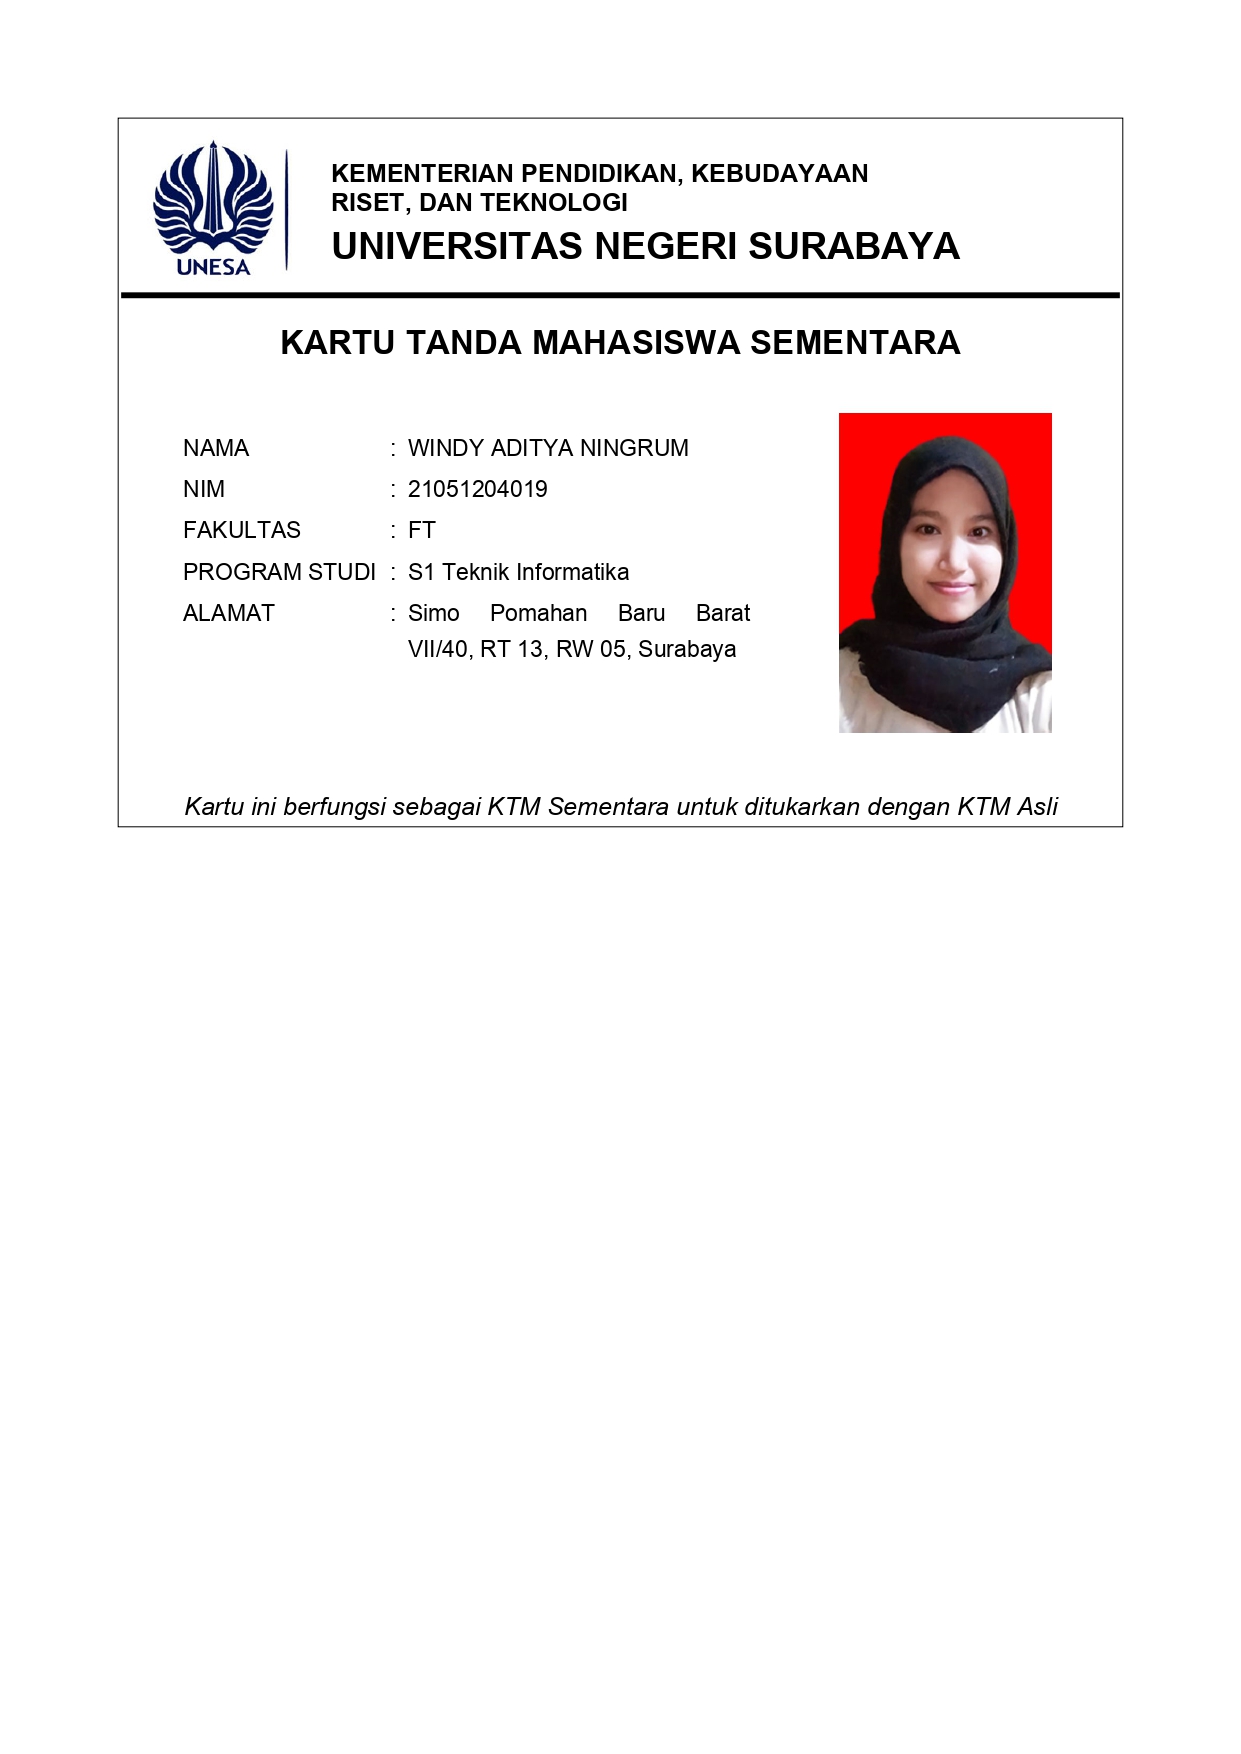 UNESA
KEMENTERIAN PENDIDIKAN, KEBUDAYAAN
RISET, DAN TEKNOLOGI
UNIVERSITAS NEGERI SURABAYA
KARTU TANDA MAHASISWA SEMENTARA
NAMA : WINDY ADITYA NINGRUM
NIM : 21051204019
FAKULTAS : FT
PROGRAM STUDI : S1 Teknik Informatika
ALAMAT : Simo Pomahan Baru Barat
VII/40, RT 13, RW 05, Surabaya
Kartu ini berfungsi sebagai KTM Sementara untuk ditukarkan dengan KTM Asli